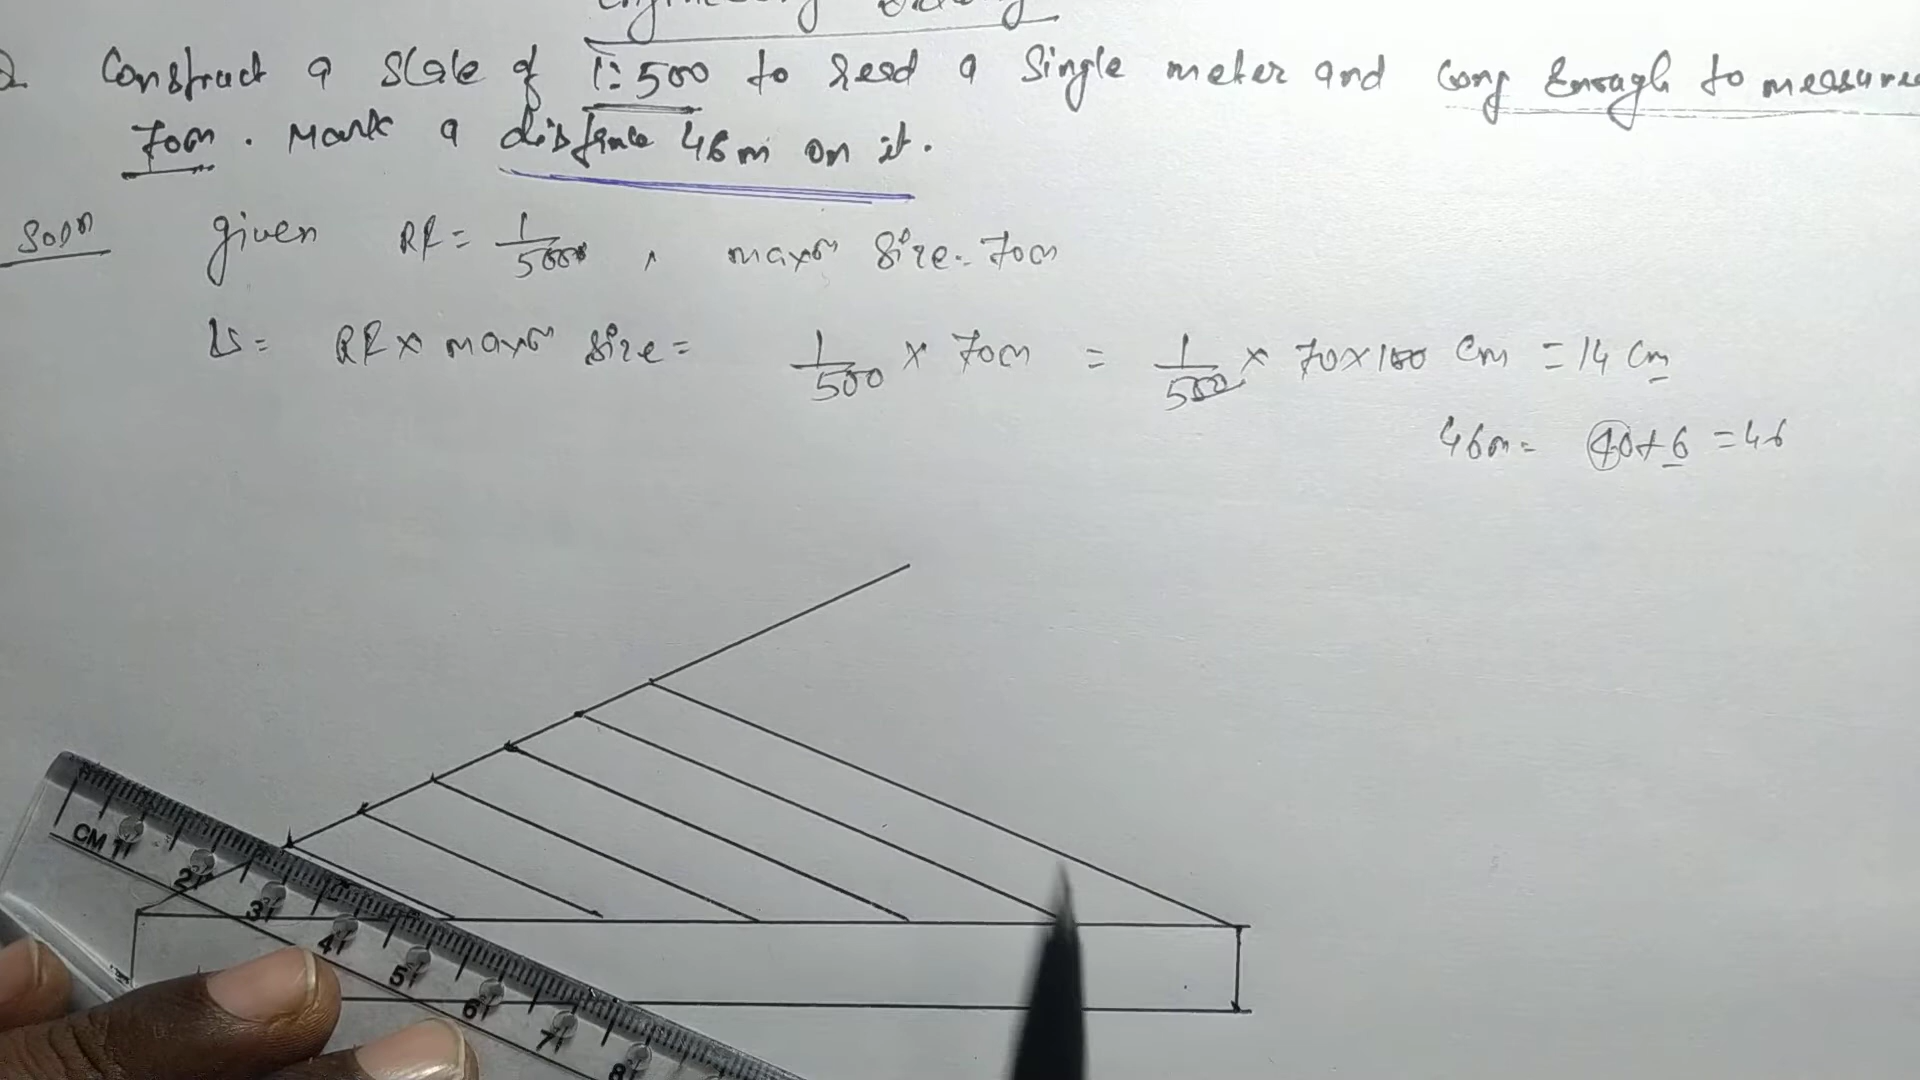 Construct a scale of 1:500 to read a single meter and long Enough to measure
70m. Mark a distance 46m on it.
Soln given RF = 1/500, maxm size = 70m
LS = RF x maxm size = 1/500 x 70m = 1/500 x 70x100 cm = 14 cm
46m = 40+6 = 46
CM 1 2 3 4 5 6 7 8